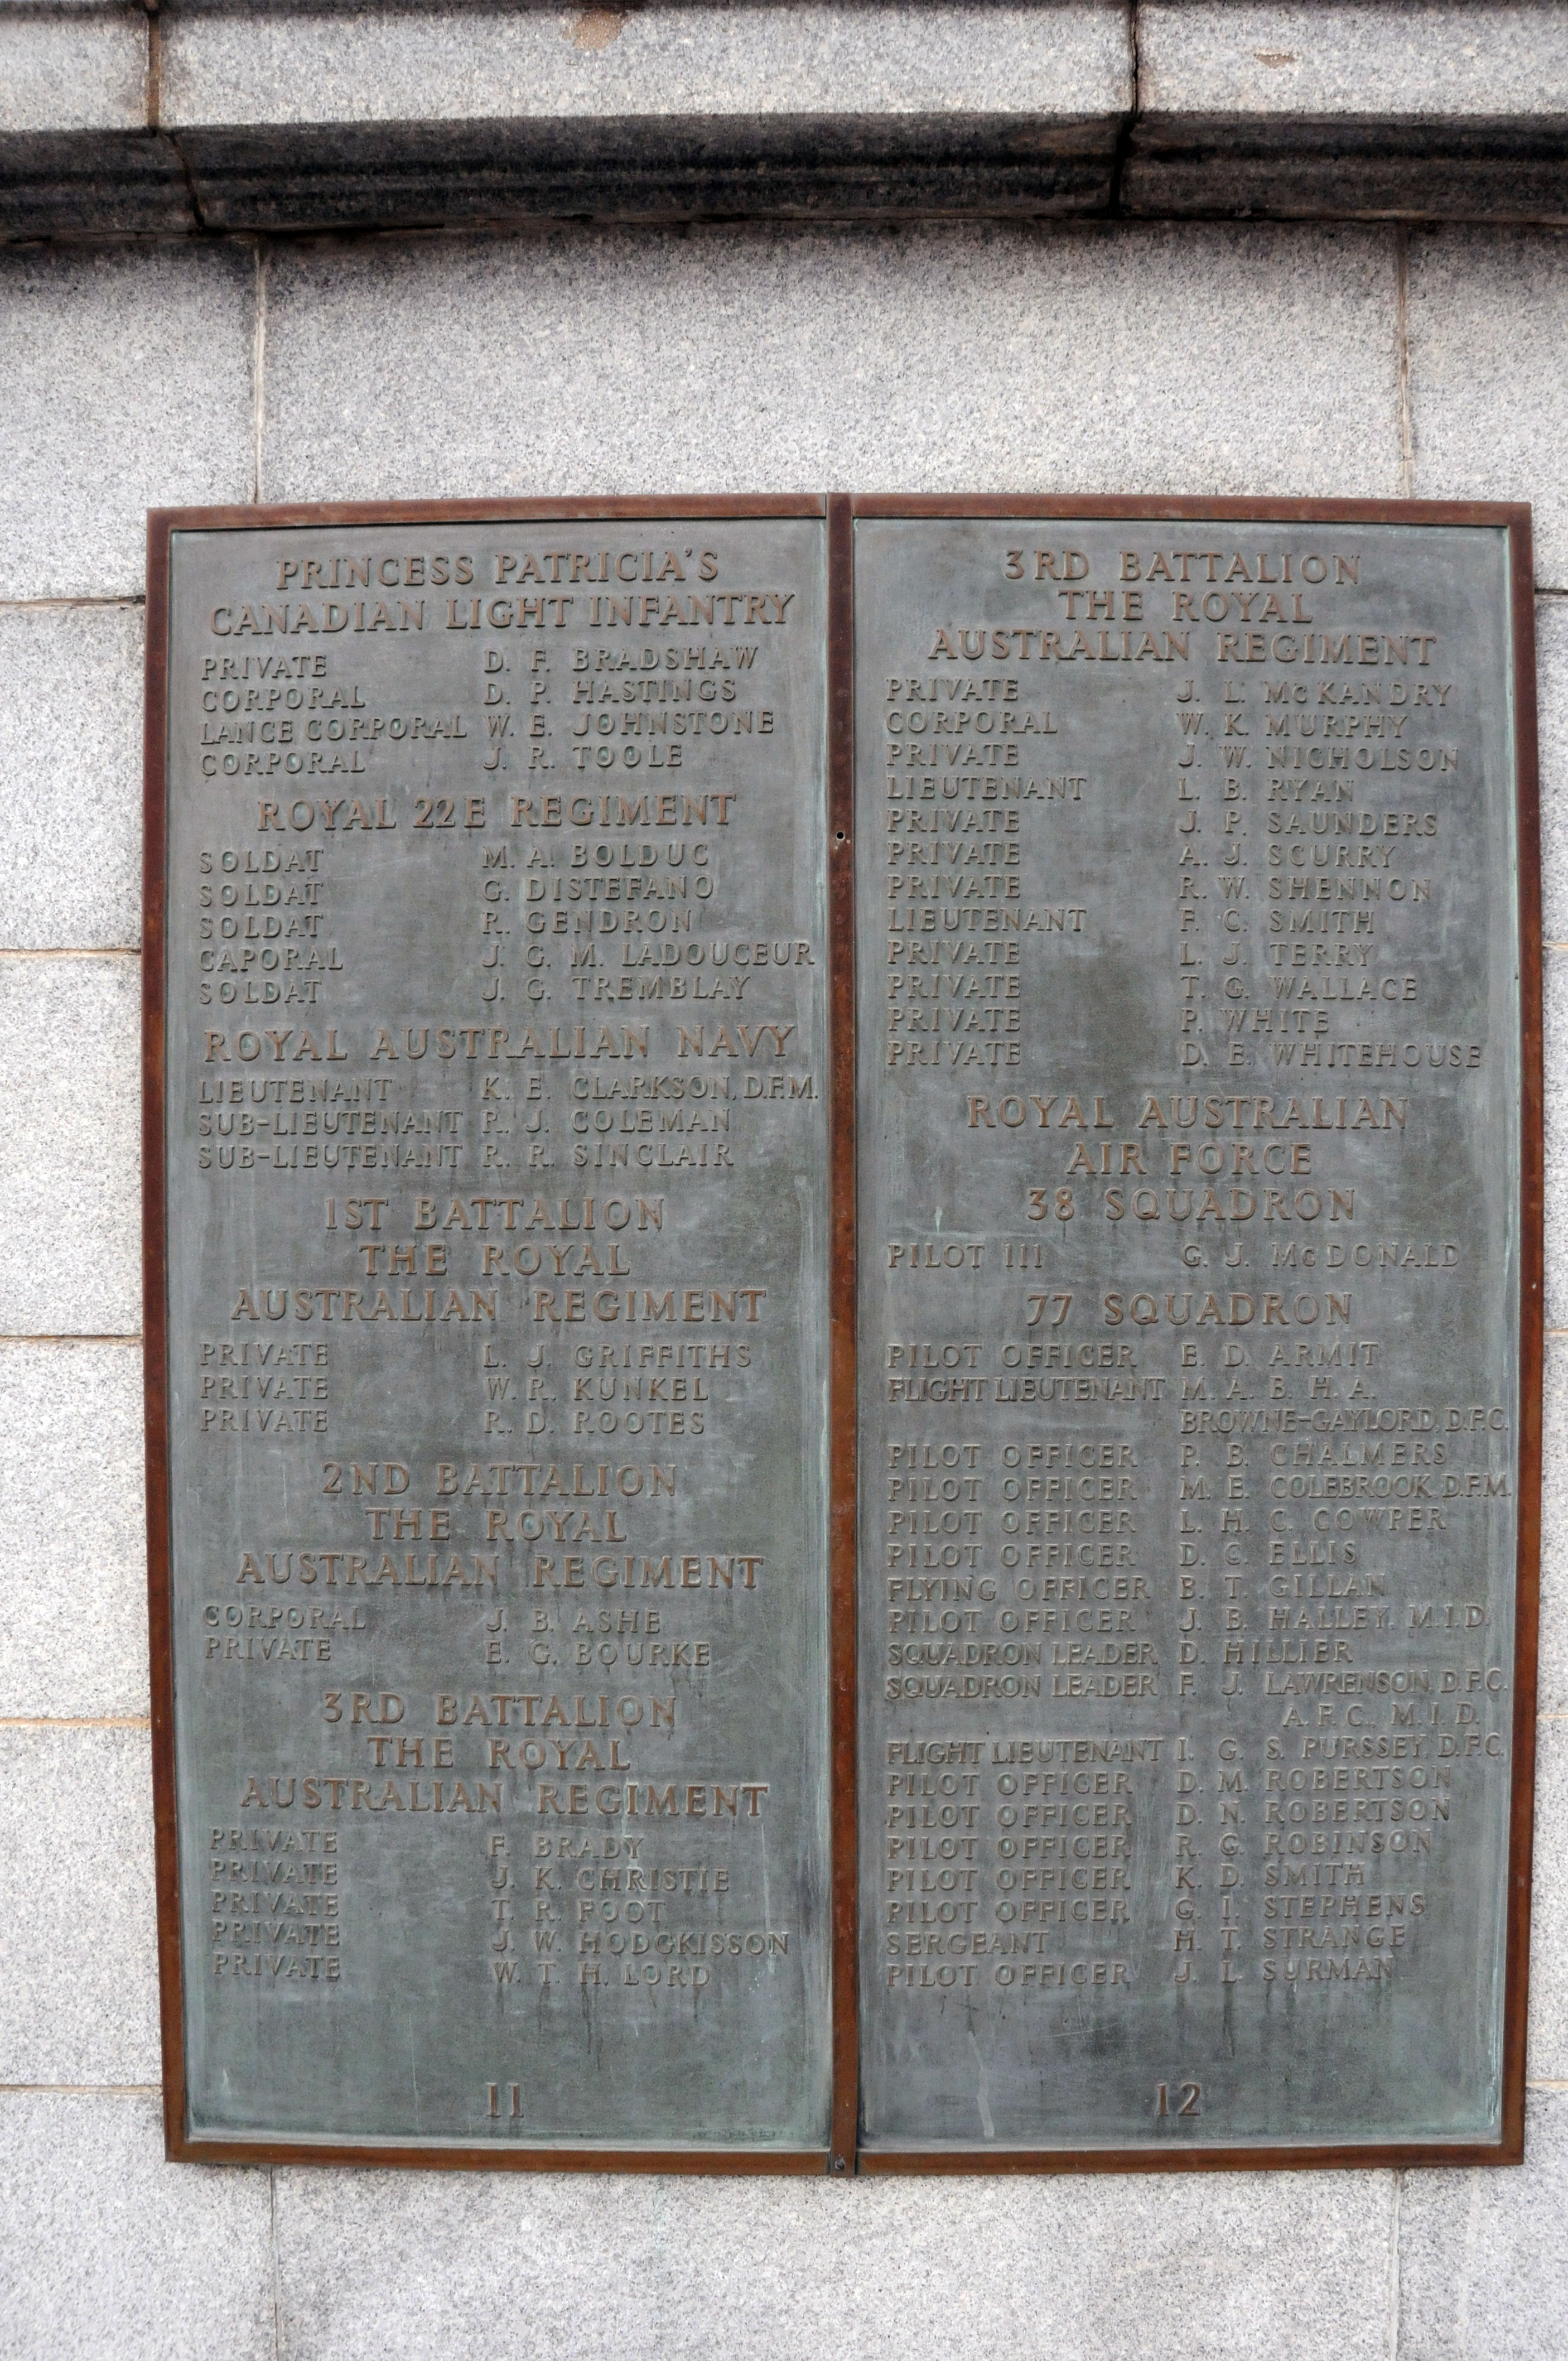 PRINCESS PATRICIA'S
CANADIAN LIGHT INFANTRY
PRIVATE D. F. BRADSHAW
CORPORAL D. P. HASTINGS
LANCE CORPORAL W. E. JOHNSTONE
CORPORAL J. R. TOOLE
ROYAL 22E REGIMENT
SOLDAT M. A. BOLDUC
SOLDAT G. DISTEFANO
SOLDAT R. GENDRON
CAPORAL J. G. M. LADOUCEUR
SOLDAT J. G. TREMBLAY
ROYAL AUSTRALIAN NAVY
LIEUTENANT K. E. CLARKSON, D.F.M.
SUB-LIEUTENANT R. J. COLEMAN
SUB-LIEUTENANT R. R. SINCLAIR
1ST BATTALION
THE ROYAL
AUSTRALIAN REGIMENT
PRIVATE L. J. GRIFFITHS
PRIVATE W. R. KUNKEL
PRIVATE R. D. ROOTES
2ND BATTALION
THE ROYAL
AUSTRALIAN REGIMENT
CORPORAL J. B. ASHE
PRIVATE E. G. BOURKE
3RD BATTALION
THE ROYAL
AUSTRALIAN REGIMENT
PRIVATE F. BRADY
PRIVATE J. K. CHRISTIE
PRIVATE T. R. FOOT
PRIVATE J. W. HODGKISSON
PRIVATE W. T. H. LORD
11
3RD BATTALION
THE ROYAL
AUSTRALIAN REGIMENT
PRIVATE J. L. McKANDRY
CORPORAL W. K. MURPHY
PRIVATE J. W. NICHOLSON
LIEUTENANT L. B. RYAN
PRIVATE J. P. SAUNDERS
PRIVATE A. J. SCURRY
PRIVATE R. W. SHENNON
LIEUTENANT F. C. SMITH
PRIVATE L. J. TERRY
PRIVATE T. G. WALLACE
PRIVATE P. WHITE
PRIVATE D. E. WHITEHOUSE
ROYAL AUSTRALIAN
AIR FORCE
38 SQUADRON
PILOT III G. J. McDONALD
77 SQUADRON
PILOT OFFICER E. D. ARMIT
FLIGHT LIEUTENANT M. A. B. H. A.
BROWNE-GAYLORD, D.F.C.
PILOT OFFICER P. B. CHALMERS
PILOT OFFICER M. E. COLEBROOK D.F.M.
PILOT OFFICER L. H. C. COWPER
PILOT OFFICER D. C. ELLIS
FLYING OFFICER B. T. GILLAN
PILOT OFFICER J. B. HALLEY, M.I.D.
SQUADRON LEADER D. HILLIER
SQUADRON LEADER F. J. LAWRENSON, D.F.C.
A.F.C., M.I.D.
FLIGHT LIEUTENANT I. G. S. PURSSEY, D.F.C.
PILOT OFFICER D. M. ROBERTSON
PILOT OFFICER D. N. ROBERTSON
PILOT OFFICER R. G. ROBINSON
PILOT OFFICER K. D. SMITH
PILOT OFFICER G. I. STEPHENS
SERGEANT H. T. STRANGE
PILOT OFFICER J. L. SURMAN
12